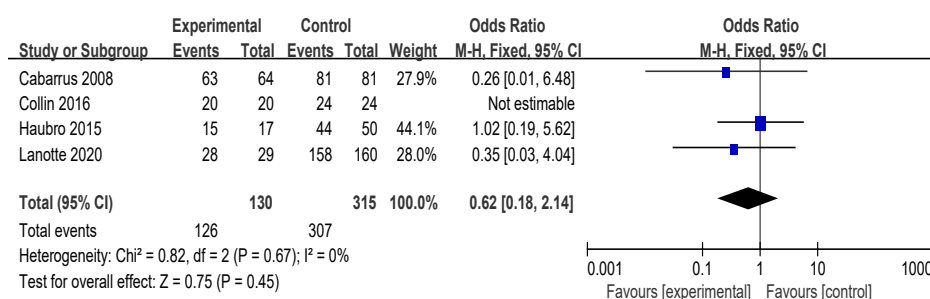 Experimental Control Odds Ratio Odds Ratio
Study or Subgroup Events Total Events Total Weight M-H, Fixed, 95% CI M-H, Fixed, 95% CI
Cabarrus 2008 63 64 81 81 27.9% 0.26 [0.01, 6.48]
Collin 2016 20 20 24 24 Not estimable
Haubro 2015 15 17 44 50 44.1% 1.02 [0.19, 5.62]
Lanotte 2020 28 29 158 160 28.0% 0.35 [0.03, 4.04]
Total (95% CI) 130 315 100.0% 0.62 [0.18, 2.14]
Total events 126 307
Heterogeneity: Chi² = 0.82, df = 2 (P = 0.67); I² = 0%
Test for overall effect: Z = 0.75 (P = 0.45)
0.001 0.1 1 10 1000
Favours [experimental] Favours [control]